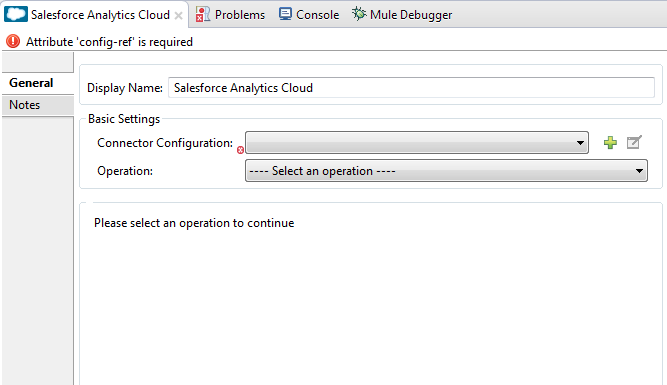 Salesforce Analytics Cloud Problems Console Mule Debugger
Attribute 'config-ref' is required
General
Notes
Display Name: Salesforce Analytics Cloud
Basic Settings
Connector Configuration:
Operation: ---- Select an operation ----
Please select an operation to continue